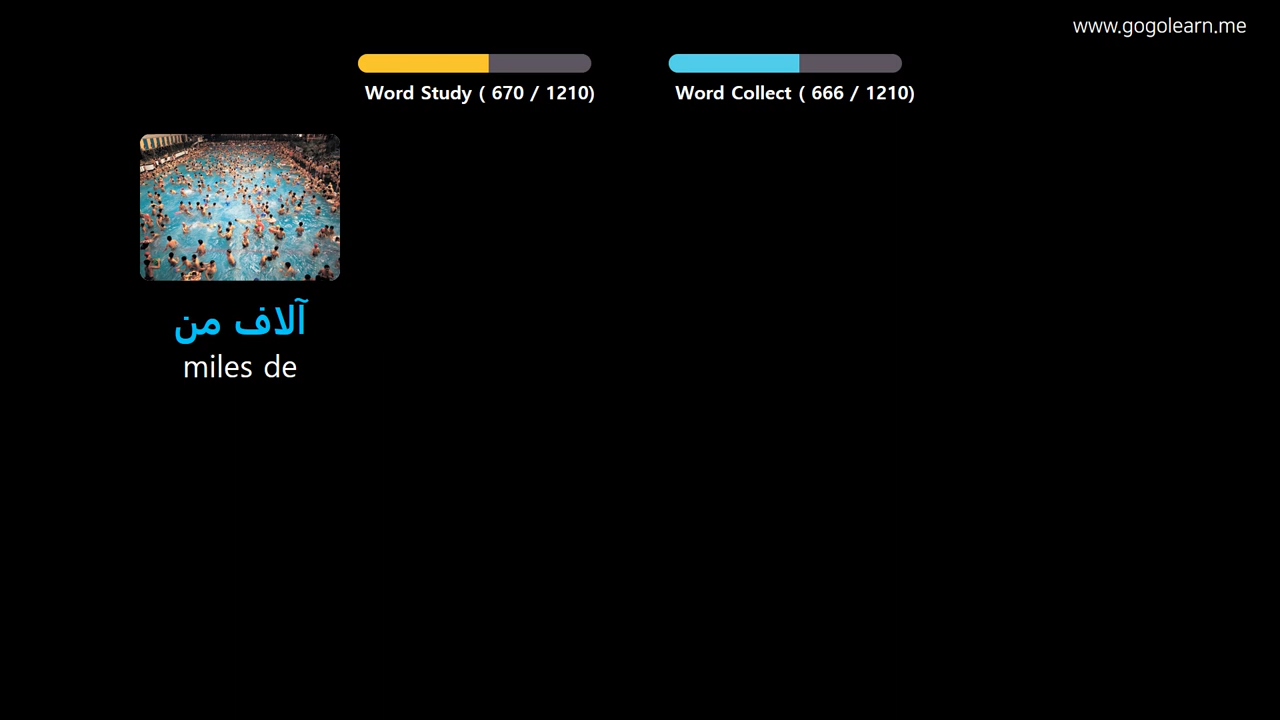 www.gogolearn.me
Word Study ( 670 / 1210)
Word Collect ( 666 / 1210)
آلاف من
miles de